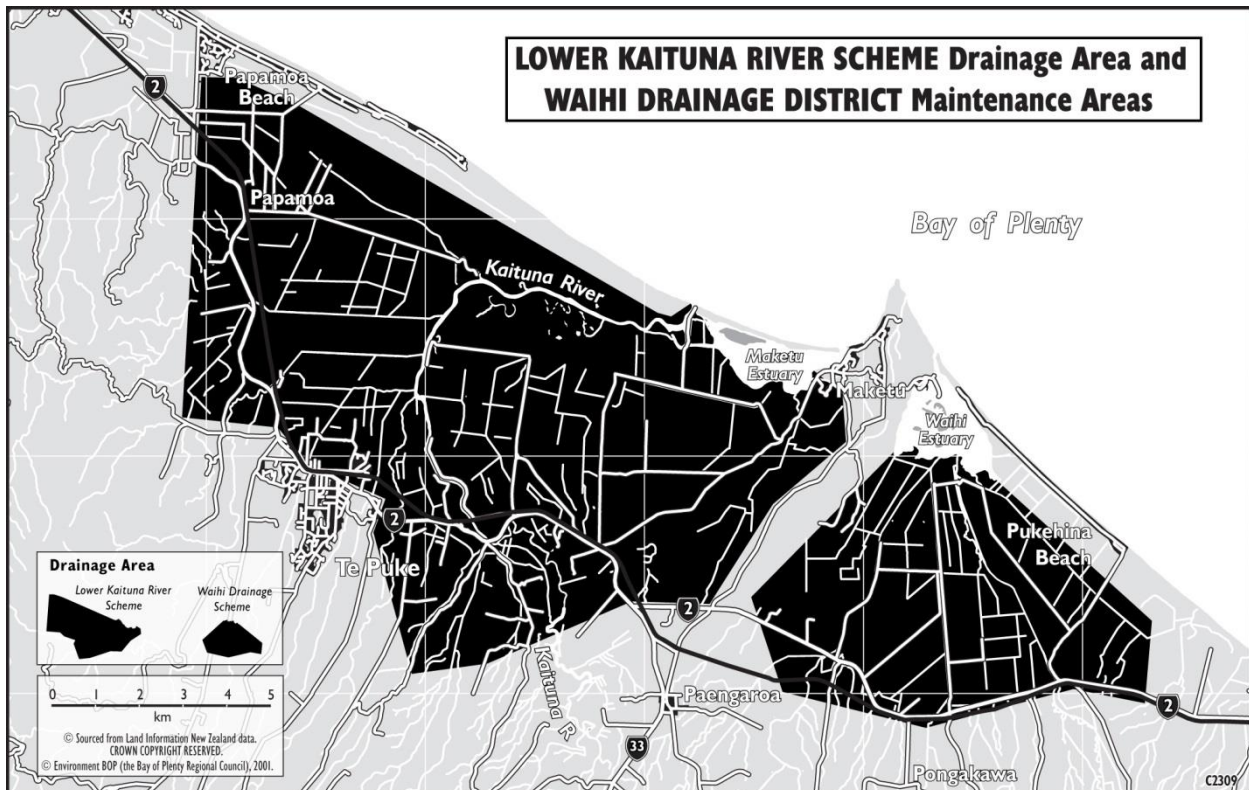 LOWER KAITUNA RIVER SCHEME Drainage Area and
WAIHI DRAINAGE DISTRICT Maintenance Areas
2
Papamoa
Beach
Papamoa
Bay of Plenty
Kaituna River
Maketu
Estuary
Maketu
Waihi
Estuary
Pukehina
Beach
2
Te Puke
2
Kaituna R
Paengaroa
2
33
Pongakawa
Drainage Area
Lower Kaituna River
Scheme
Waihi Drainage
Scheme
0 1 2 3 4 5
km
© Sourced from Land Information New Zealand data.
CROWN COPYRIGHT RESERVED.
© Environment BOP (the Bay of Plenty Regional Council), 2001.
C2309